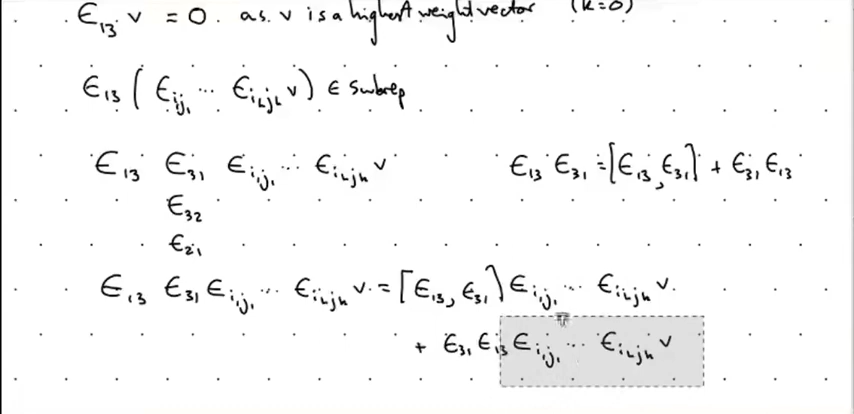 E₁₃ v = 0. as v is a highest weight vector (k=0)
E₁₃ ( E_{i₁j₁} ... E_{iₖjₖ} v ) ∈ subrep
E₁₃ E₃₁ E_{i₁j₁} ... E_{iₖjₖ} v    E₁₃ E₃₁ = [E₁₃, E₃₁] + E₃₁ E₁₃
E₃₂
E₂₁
E₁₃ E₃₁ E_{i₁j₁} ... E_{iₖjₖ} v = [E₁₃, E₃₁] E_{i₁j₁} ... E_{iₖjₖ} v
+ E₃₁ E₁₃ E_{i₁j₁} ... E_{iₖjₖ} v